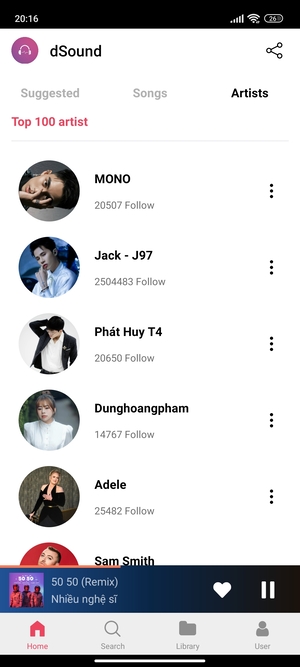 20:16
26
dSound
Suggested
Songs
Artists
Top 100 artist
MONO
20507 Follow
Jack - J97
2504483 Follow
Phát Huy T4
20650 Follow
Dunghoangpham
14767 Follow
Adele
25482 Follow
Sam Smith
50 50
50 50 (Remix)
Nhiều nghệ sĩ
Home
Search
Library
User